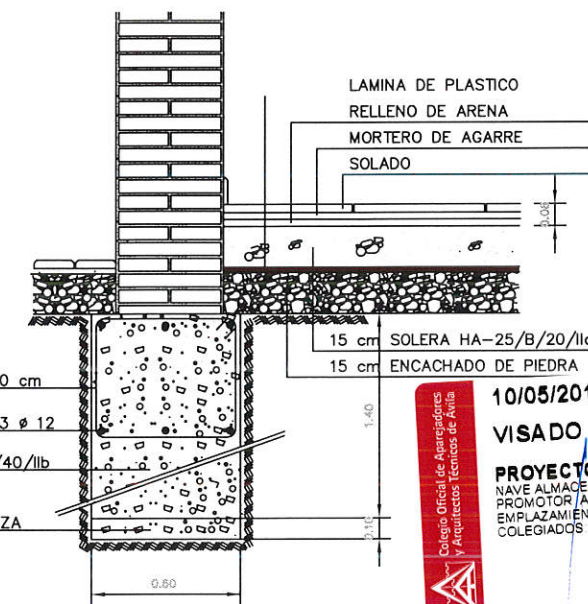 LAMINA DE PLASTICO
RELLENO DE ARENA
MORTERO DE AGARRE
SOLADO
0.08
15 cm SOLERA HA-25/B/20/IIa
15 cm ENCACHADO DE PIEDRA
0 cm
3 ø 12
/40/IIb
ZA
1.40
0.10
0.60
Colegio Oficial de Aparejadores
y Arquitectos Técnicos de Avila
10/05/201
VISADO
PROYECTO
NAVE ALMACE
PROMOTOR: A
EMPLAZAMIEN
COLEGIADOS